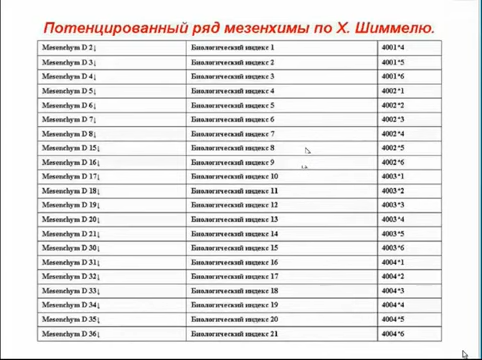 Потенцированный ряд мезенхимы по Х. Шиммелю.
Mesenchym D 2↓ Биологический индекс 1 4001*4
Mesenchym D 3↓ Биологический индекс 2 4001*5
Mesenchym D 4↓ Биологический индекс 3 4001*6
Mesenchym D 5↓ Биологический индекс 4 4002*1
Mesenchym D 6↓ Биологический индекс 5 4002*2
Mesenchym D 7↓ Биологический индекс 6 4002*3
Mesenchym D 8↓ Биологический индекс 7 4002*4
Mesenchym D 15↓ Биологический индекс 8 4002*5
Mesenchym D 16↓ Биологический индекс 9 4002*6
Mesenchym D 17↓ Биологический индекс 10 4003*1
Mesenchym D 18↓ Биологический индекс 11 4003*2
Mesenchym D 19↓ Биологический индекс 12 4003*3
Mesenchym D 20↓ Биологический индекс 13 4003*4
Mesenchym D 21↓ Биологический индекс 14 4003*5
Mesenchym D 30↓ Биологический индекс 15 4003*6
Mesenchym D 31↓ Биологический индекс 16 4004*1
Mesenchym D 32↓ Биологический индекс 17 4004*2
Mesenchym D 33↓ Биологический индекс 18 4004*3
Mesenchym D 34↓ Биологический индекс 19 4004*4
Mesenchym D 35↓ Биологический индекс 20 4004*5
Mesenchym D 36↓ Биологический индекс 21 4004*6